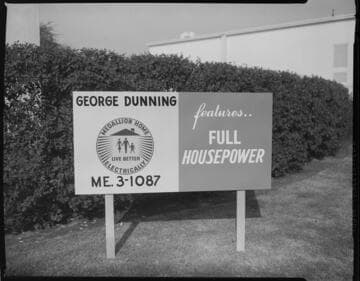 GEORGE DUNNING
MEDALLION HOME
LIVE BETTER
ELECTRICALLY
ME. 3-1087
features..
FULL
HOUSEPOWER